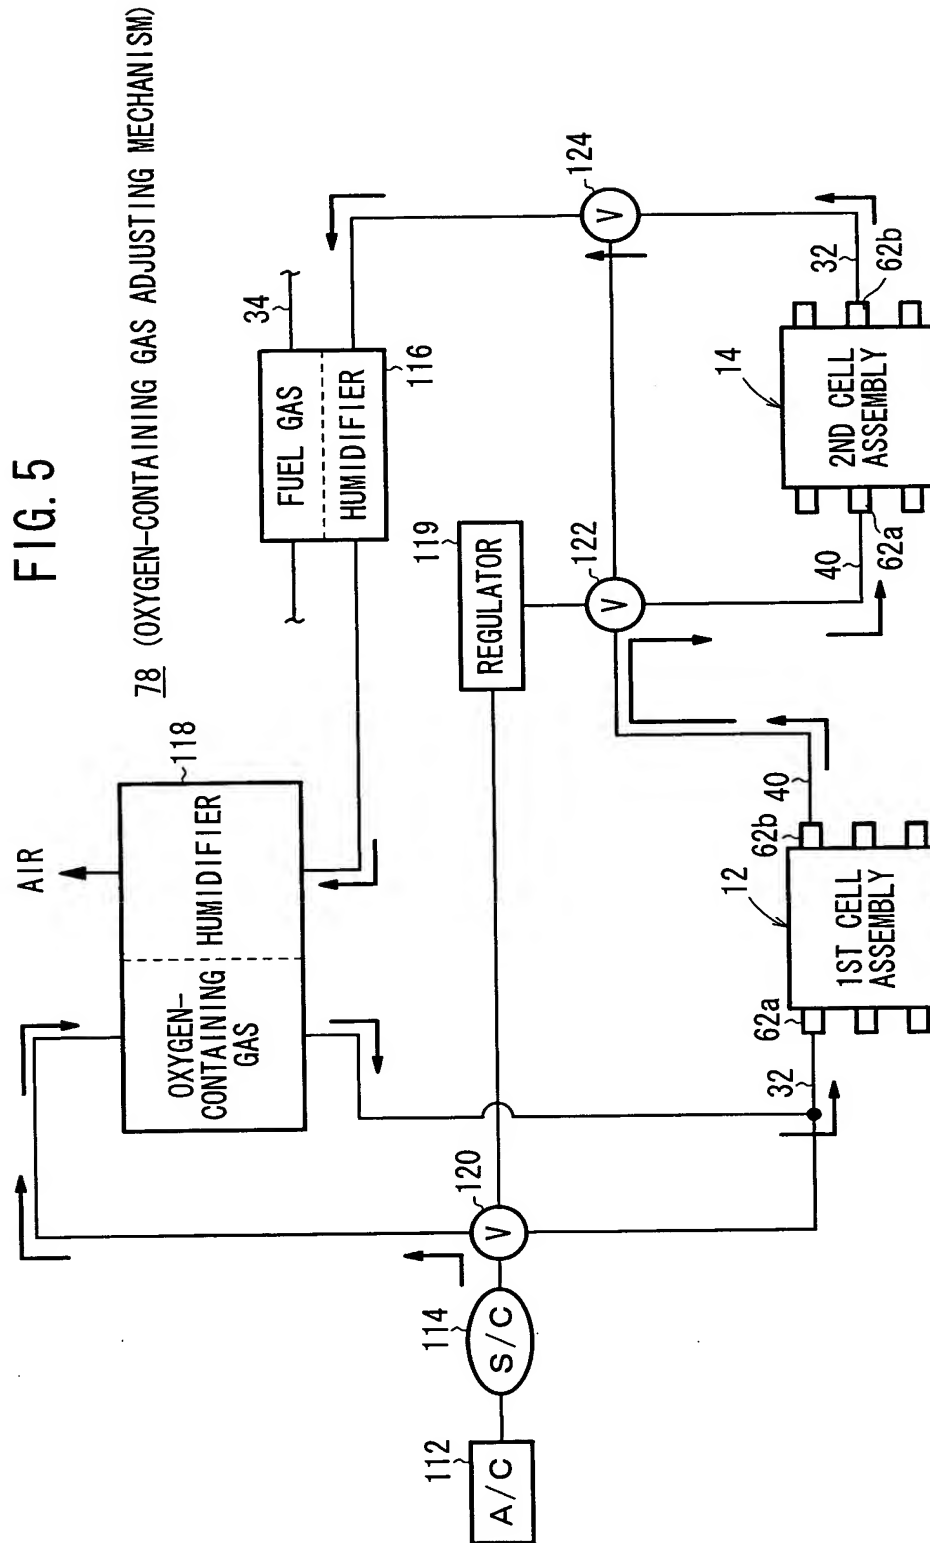 FIG. 5
78 (OXYGEN-CONTAINING GAS ADJUSTING MECHANISM)
AIR
118
OXYGEN-
CONTAINING
GAS
HUMIDIFIER
34
FUEL GAS
HUMIDIFIER
116
112
A/C
114
S/C
120
V
119
REGULATOR
122
V
124
V
32
62a
12
1ST CELL
ASSEMBLY
62b
40
40
62a
14
2ND CELL
ASSEMBLY
62b
32